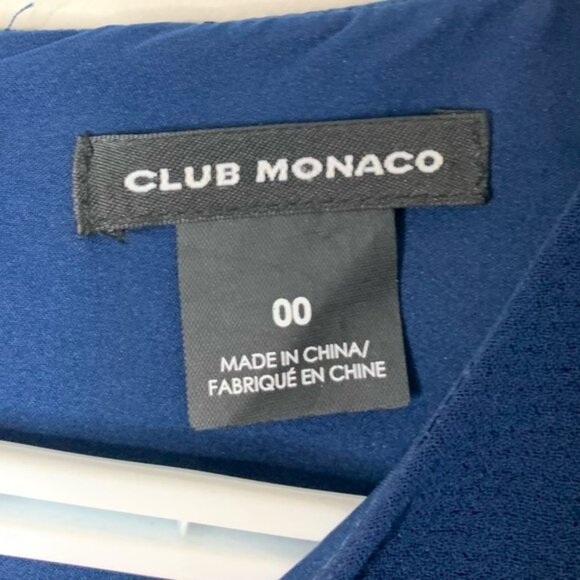 CLUB MONACO
00
MADE IN CHINA/
FABRIQUÉ EN CHINE